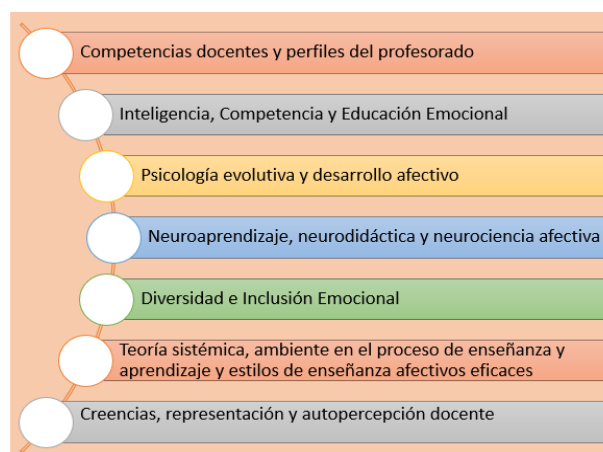 Competencias docentes y perfiles del profesorado
Inteligencia, Competencia y Educación Emocional
Psicología evolutiva y desarrollo afectivo
Neuroaprendizaje, neurodidáctica y neurociencia afectiva
Diversidad e Inclusión Emocional
Teoría sistémica, ambiente en el proceso de enseñanza y
aprendizaje y estilos de enseñanza afectivos eficaces
Creencias, representación y autopercepción docente